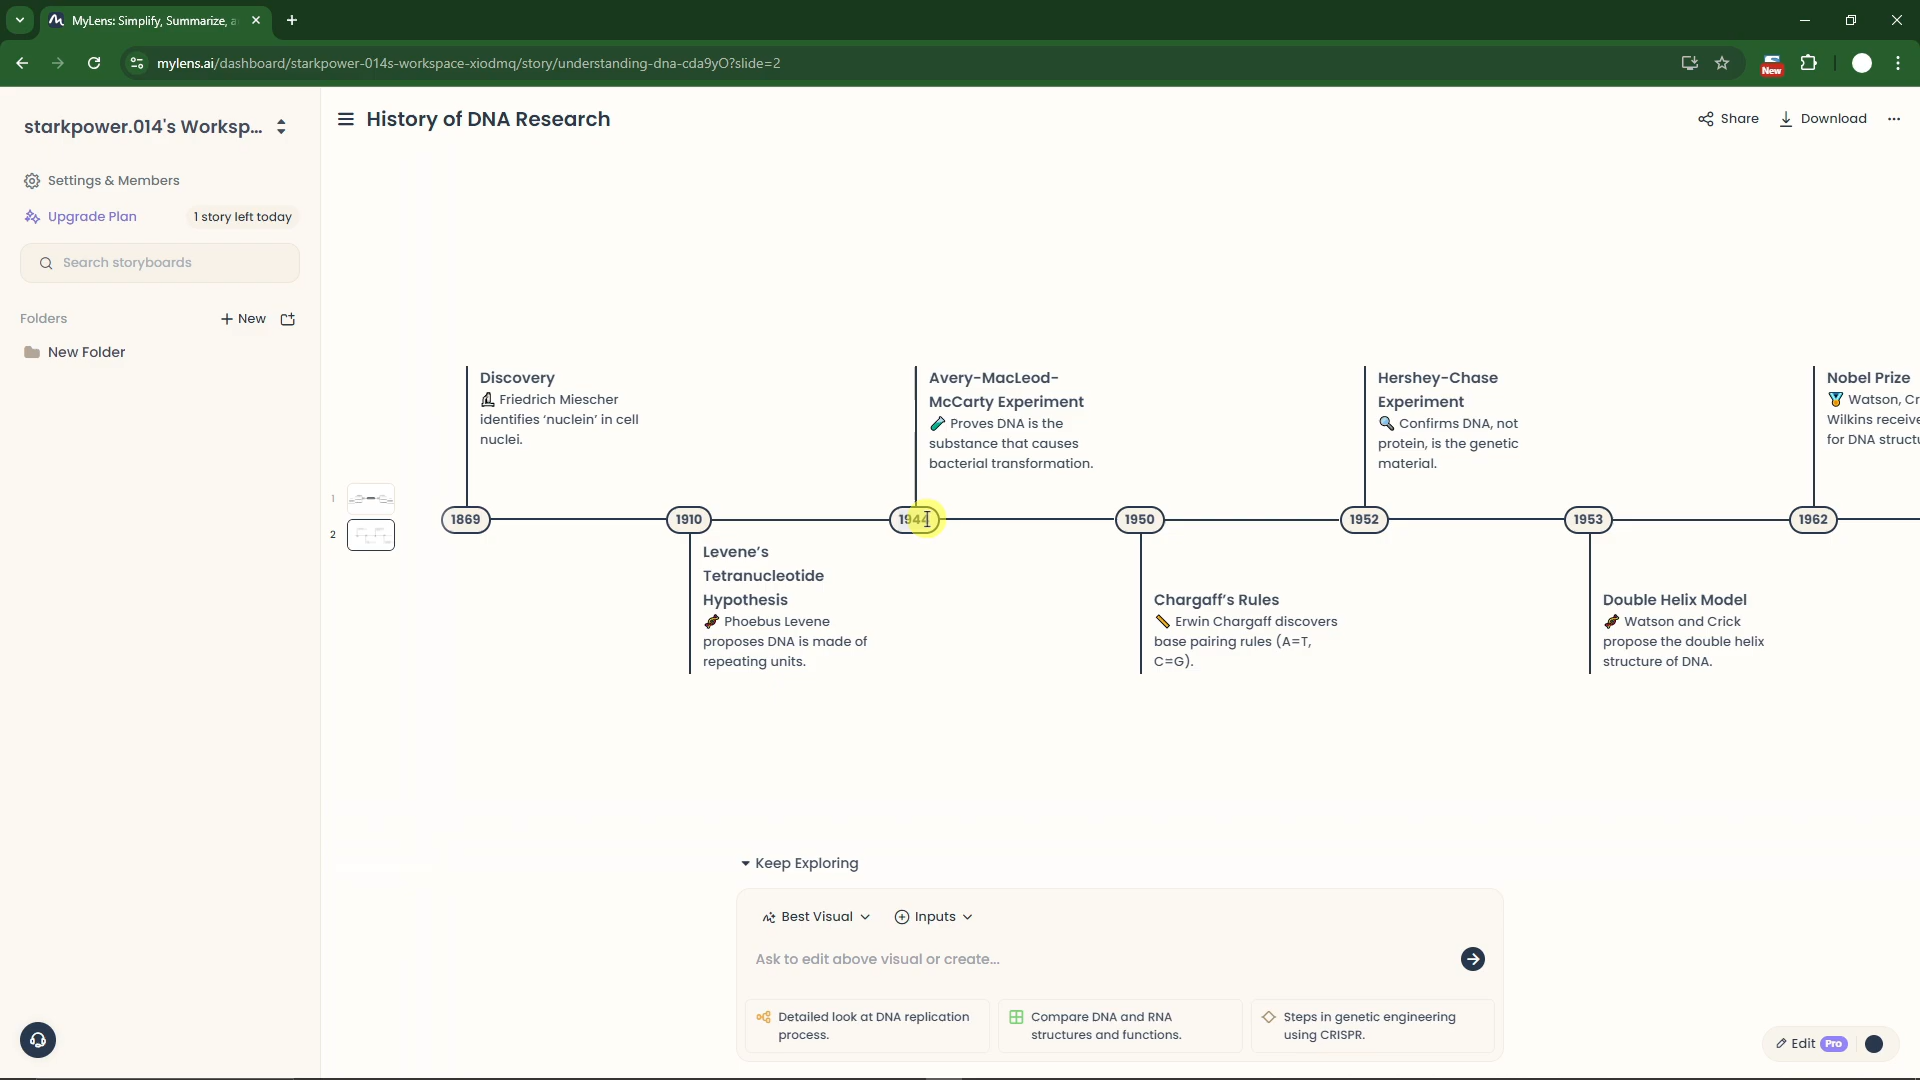 MyLens: Simplify, Summarize, a
mylens.ai/dashboard/starkpower-014s-workspace-xiodmq/story/understanding-dna-cda9yO?slide=2
New
starkpower.014's Worksp...
History of DNA Research
Share
Download
Settings & Members
Upgrade Plan
1 story left today
Search storyboards
Folders
New
New Folder
Discovery
Friedrich Miescher
identifies ‘nuclein’ in cell
nuclei.
Avery-MacLeod-
McCarty Experiment
Proves DNA is the
substance that causes
bacterial transformation.
Hershey-Chase
Experiment
Confirms DNA, not
protein, is the genetic
material.
Nobel Prize
Watson, Cr
Wilkins receive
for DNA structu
1
2
1869
1910
1944
1950
1952
1953
1962
Levene’s
Tetranucleotide
Hypothesis
Phoebus Levene
proposes DNA is made of
repeating units.
Chargaff’s Rules
Erwin Chargaff discovers
base pairing rules (A=T,
C=G).
Double Helix Model
Watson and Crick
propose the double helix
structure of DNA.
Keep Exploring
Best Visual
Inputs
Ask to edit above visual or create...
Detailed look at DNA replication
process.
Compare DNA and RNA
structures and functions.
Steps in genetic engineering
using CRISPR.
Edit Pro